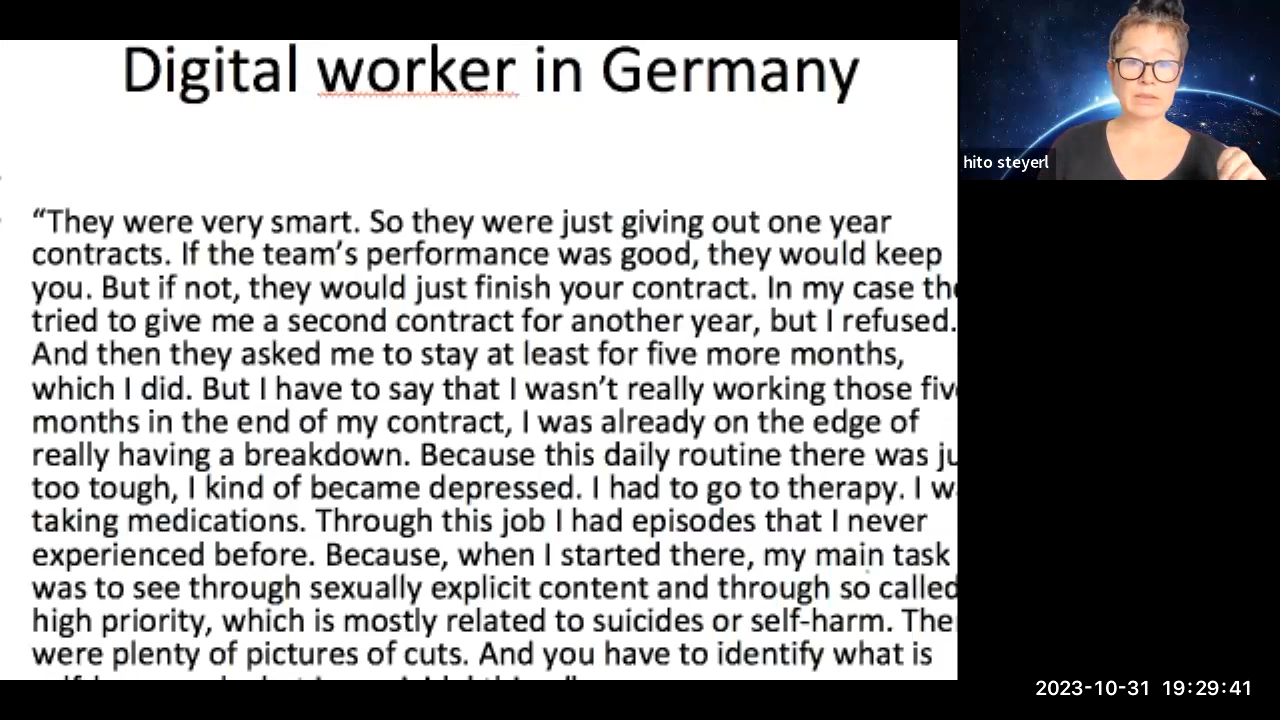 Digital worker in Germany
hito steyerl
“They were very smart. So they were just giving out one year
contracts. If the team’s performance was good, they would keep
you. But if not, they would just finish your contract. In my case
tried to give me a second contract for another year, but I refused.
And then they asked me to stay at least for five more months,
which I did. But I have to say that I wasn’t really working those
months in the end of my contract, I was already on the edge of
really having a breakdown. Because this daily routine there was
too tough, I kind of became depressed. I had to go to therapy. I
taking medications. Through this job I had episodes that I never
experienced before. Because, when I started there, my main task
was to see through sexually explicit content and through so called
high priority, which is mostly related to suicides or self-harm.
were plenty of pictures of cuts. And you have to identify what is
2023-10-31 19:29:41